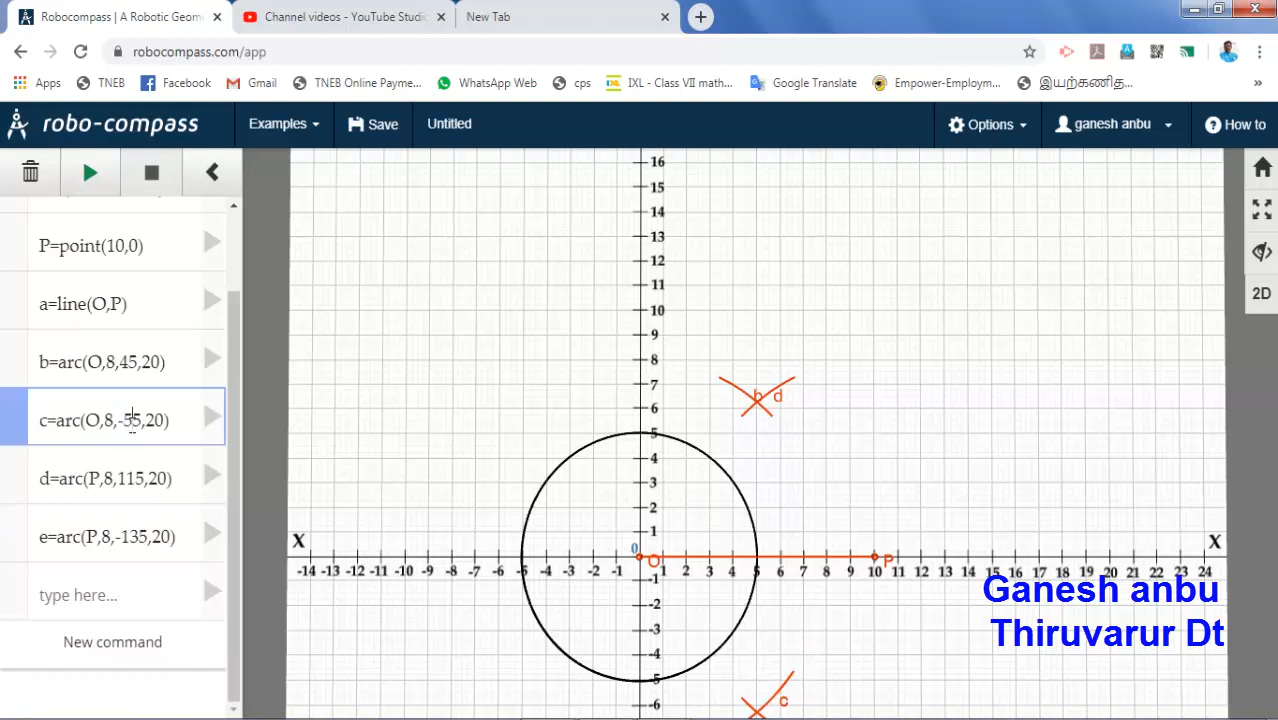 Robocompass | A Robotic Geom
Channel videos - YouTube Studio
New Tab
robocompass.com/app
Apps
TNEB
Facebook
Gmail
TNEB Online Payme...
WhatsApp Web
cps
IXL - Class VII math...
Google Translate
Empower-Employm...
இயற்கணித...
»
robo-compass
Examples
Save
Untitled
Options
ganesh anbu
How to
P=point(10,0)
a=line(O,P)
b=arc(O,8,45,20)
c=arc(O,8,-55,20)
d=arc(P,8,115,20)
e=arc(P,8,-135,20)
type here...
New command
2D
16
15
14
13
12
11
10
9
8
7
b d
6
5
4
3
2
1
X 0 X
O P
-14 -13 -12 -11 -10 -9 -8 -7 -6 -5 -4 -3 -2 -1 1 2 3 4 5 6 7 8 9 10 11 12 13 14 15 16 17 18 19 20 21 22 23 24
-1
-2
-3
-4
-5
-6
c
Ganesh anbu
Thiruvarur Dt